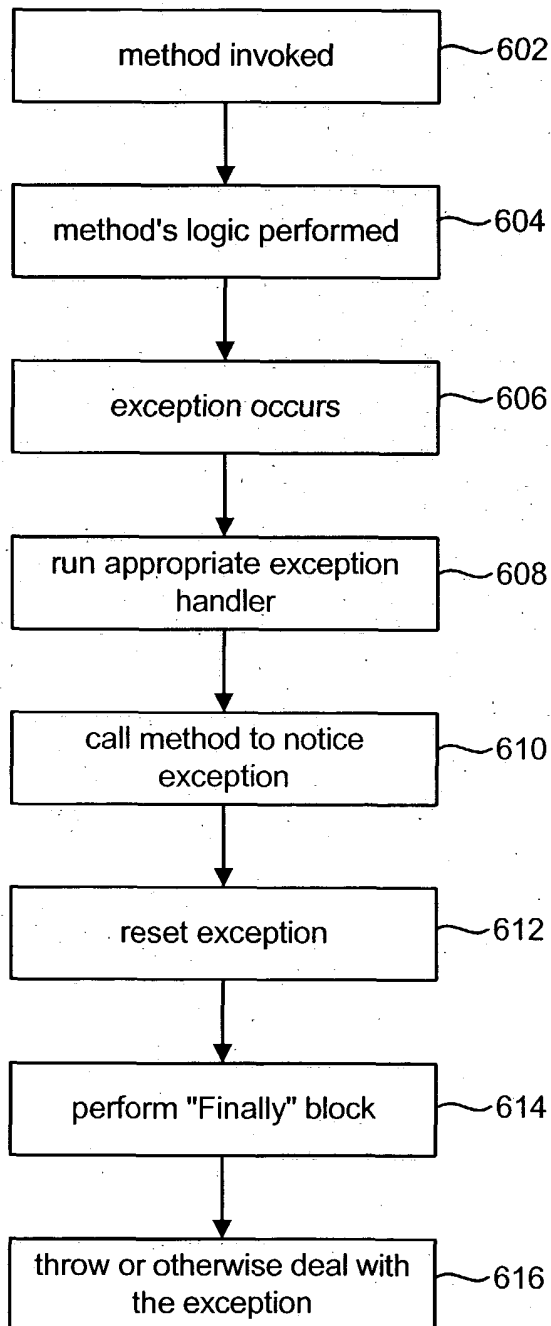 method invoked
602
method's logic performed
604
exception occurs
606
run appropriate exception
handler
608
call method to notice
exception
610
reset exception
612
perform "Finally" block
614
throw or otherwise deal with
the exception
616